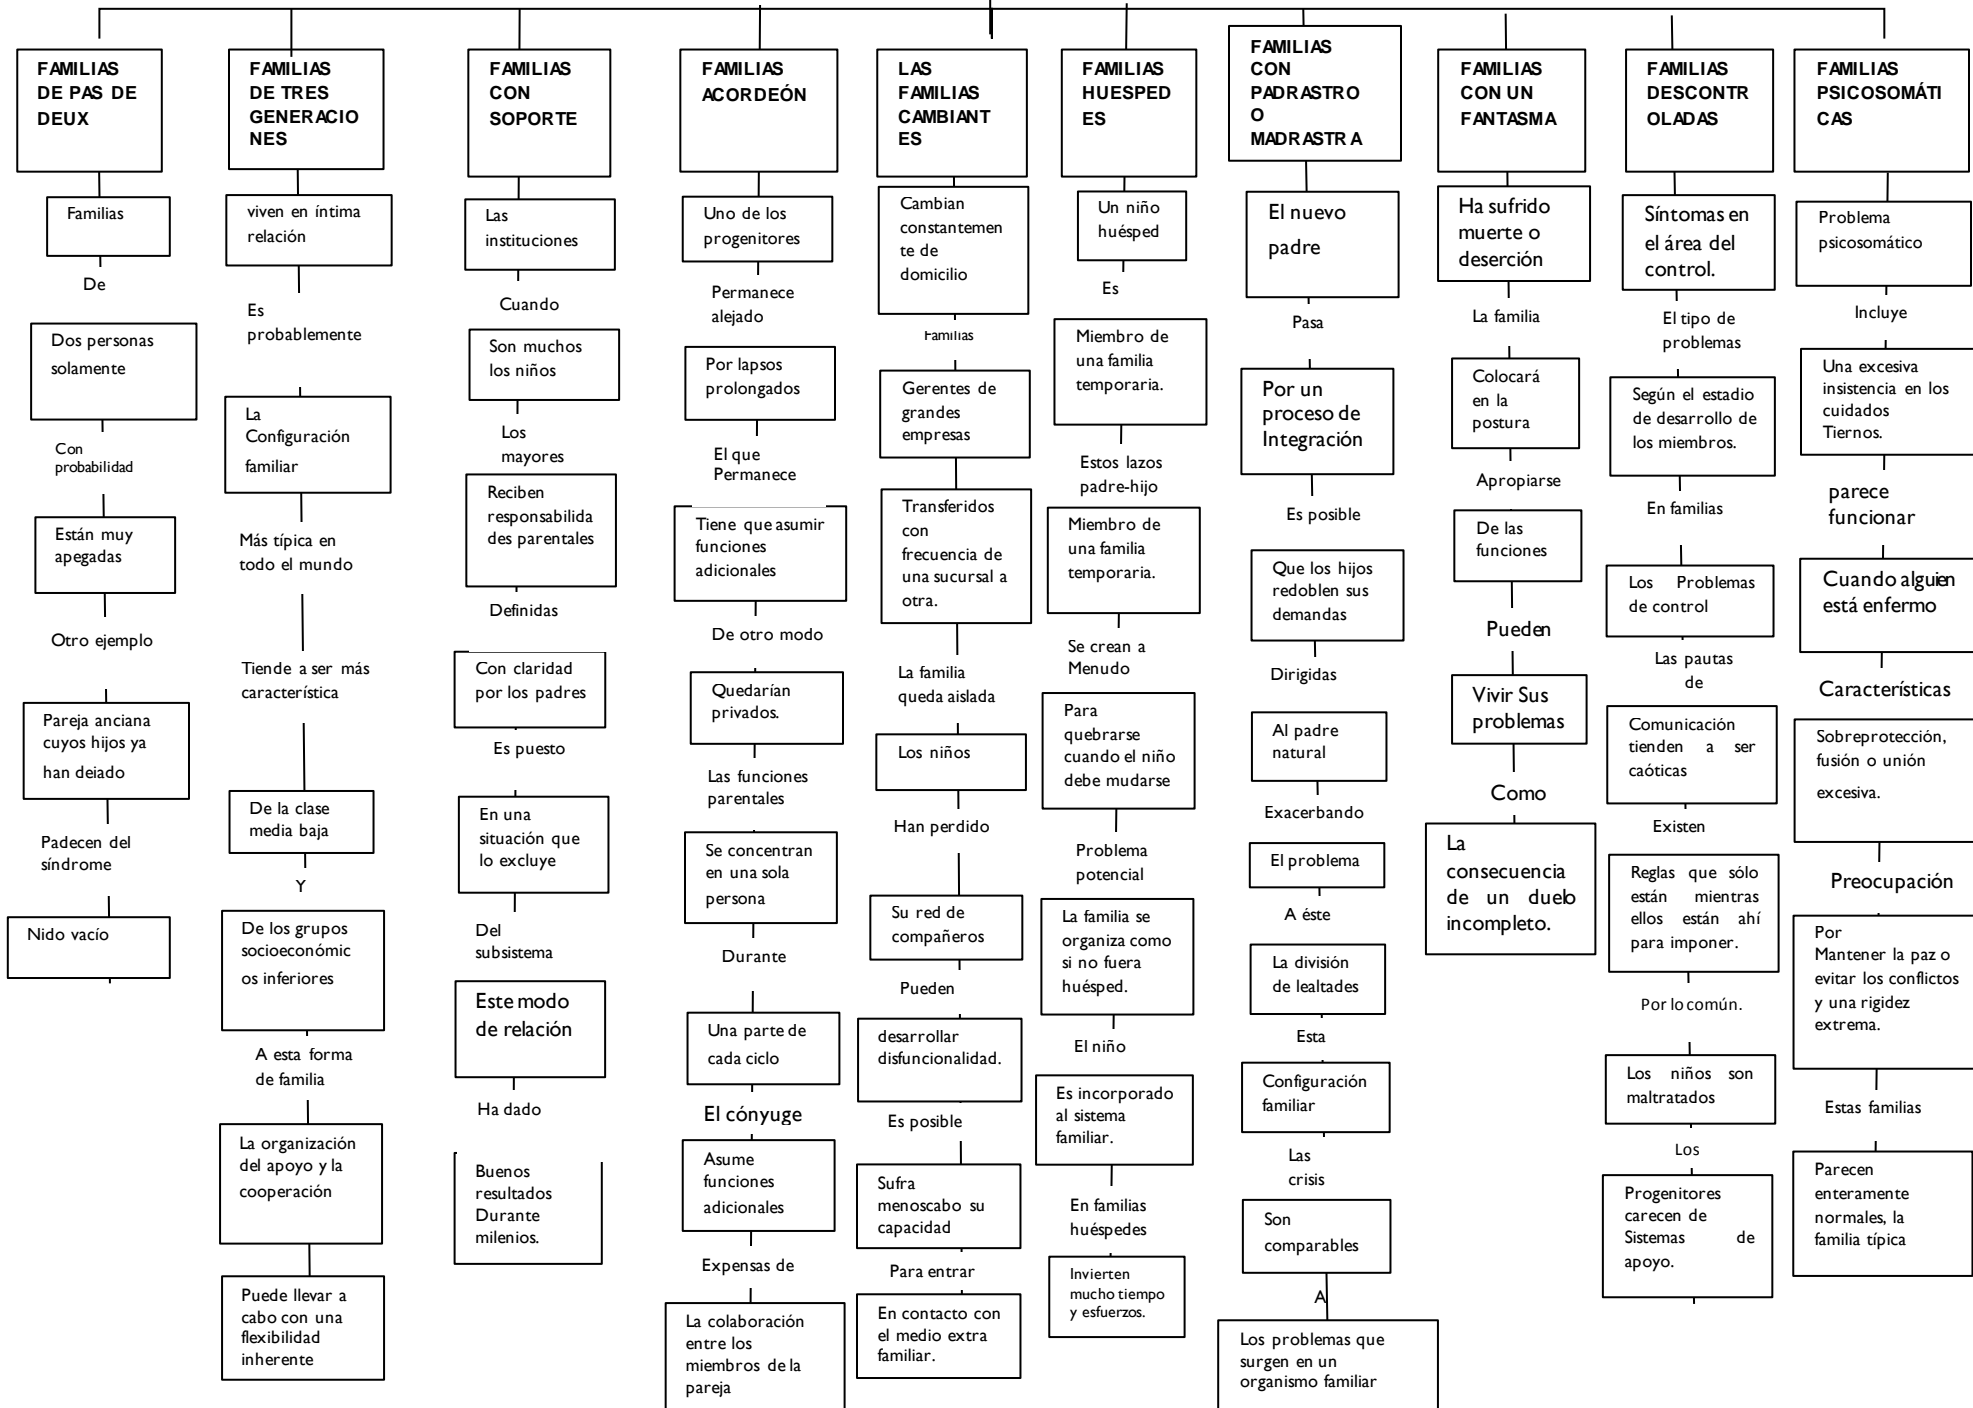 FAMILIAS
DE PAS DE
DEUX
Familias
De
Dos personas
solamente
Con
probabilidad
Están muy
apegadas
Otro ejemplo
Pareja anciana
cuyos hijos ya
han deiado
Padecen del
síndrome
Nido vacío
FAMILIAS
DE TRES
GENERACIO
NES
viven en íntima
relación
Es
probablemente
La
Configuración
familiar
Más típica en
todo el mundo
Tiende a ser más
característica
De la clase
media baja
Y
De los grupos
socioeconómic
os inferiores
A esta forma
de familia
La organización
del apoyo y la
cooperación
Puede llevar a
cabo con una
flexibilidad
inherente
FAMILIAS
CON
SOPORTE
Las
instituciones
Cuando
Son muchos
los niños
Los
mayores
Reciben
responsabilida
des parentales
Definidas
Con claridad
por los padres
Es puesto
En una
situación que
lo excluye
Del
subsistema
Este modo
de relación
Ha dado
Buenos
resultados
Durante
milenios.
FAMILIAS
ACORDEÓN
Uno de los
progenitores
Permanece
alejado
Por lapsos
prolongados
El que
Permanece
Tiene que asumir
funciones
adicionales
De otro modo
Quedarían
privados.
Las funciones
parentales
Se concentran
en una sola
persona
Durante
Una parte de
cada ciclo
El cónyuge
Asume
funciones
adicionales
Expensas de
La colaboración
entre los
miembros de la
pareja
LAS
FAMILIAS
CAMBIANT
ES
Cambian
constantemen
te de
domicilio
Familias
Gerentes de
grandes
empresas
Transferidos
con
frecuencia de
una sucursal a
otra.
La familia
queda aislada
Los niños
Han perdido
Su red de
compañeros
Pueden
desarrollar
disfuncionalidad.
Es posible
Sufra
menoscabo su
capacidad
Para entrar
En contacto con
el medio extra
familiar.
FAMILIAS
HUESPED
ES
Un niño
huésped
Es
Miembro de
una familia
temporaria.
Estos lazos
padre-hijo
Miembro de
una familia
temporaria.
Se crean a
Menudo
Para
quebrarse
cuando el niño
debe mudarse
Problema
potencial
La familia se
organiza como
si no fuera
huésped.
El niño
Es incorporado
al sistema
familiar.
En familias
huéspedes
Invierten
mucho tiempo
y esfuerzos.
FAMILIAS
CON
PADRASTRO
O
MADRASTRA
El nuevo
padre
Pasa
Por un
proceso de
Integración
Es posible
Que los hijos
redoblen sus
demandas
Dirigidas
Al padre
natural
Exacerbando
El problema
A éste
La división
de lealtades
Esta
Configuración
familiar
Las
crisis
Son
comparables
A
Los problemas que
surgen en un
organismo familiar
FAMILIAS
CON UN
FANTASMA
Ha sufrido
muerte o
deserción
La familia
Colocará
en la
postura
Apropiarse
De las
funciones
Pueden
Vivir Sus
problemas
Como
La
consecuencia
de un duelo
incompleto.
FAMILIAS
DESCONTR
OLADAS
Síntomas en
el área del
control.
El tipo de
problemas
Según el estadio
de desarrollo de
los miembros.
En familias
Los Problemas
de control
Las pautas
de
Comunicación
tienden a ser
caóticas
Existen
Reglas que sólo
están mientras
ellos están ahí
para imponer.
Por lo común.
Los niños son
maltratados
Los
Progenitores
carecen de
Sistemas de
apoyo.
FAMILIAS
PSICOSOMÁTI
CAS
Problema
psicosomático
Incluye
Una excesiva
insistencia en los
cuidados
Tiernos.
parece
funcionar
Cuando alguien
está enfermo
Características
Sobreprotección,
fusión o unión
excesiva.
Preocupación
Por
Mantener la paz o
evitar los conflictos
y una rigidez
extrema.
Estas familias
Parecen
enteramente
normales, la
familia típica